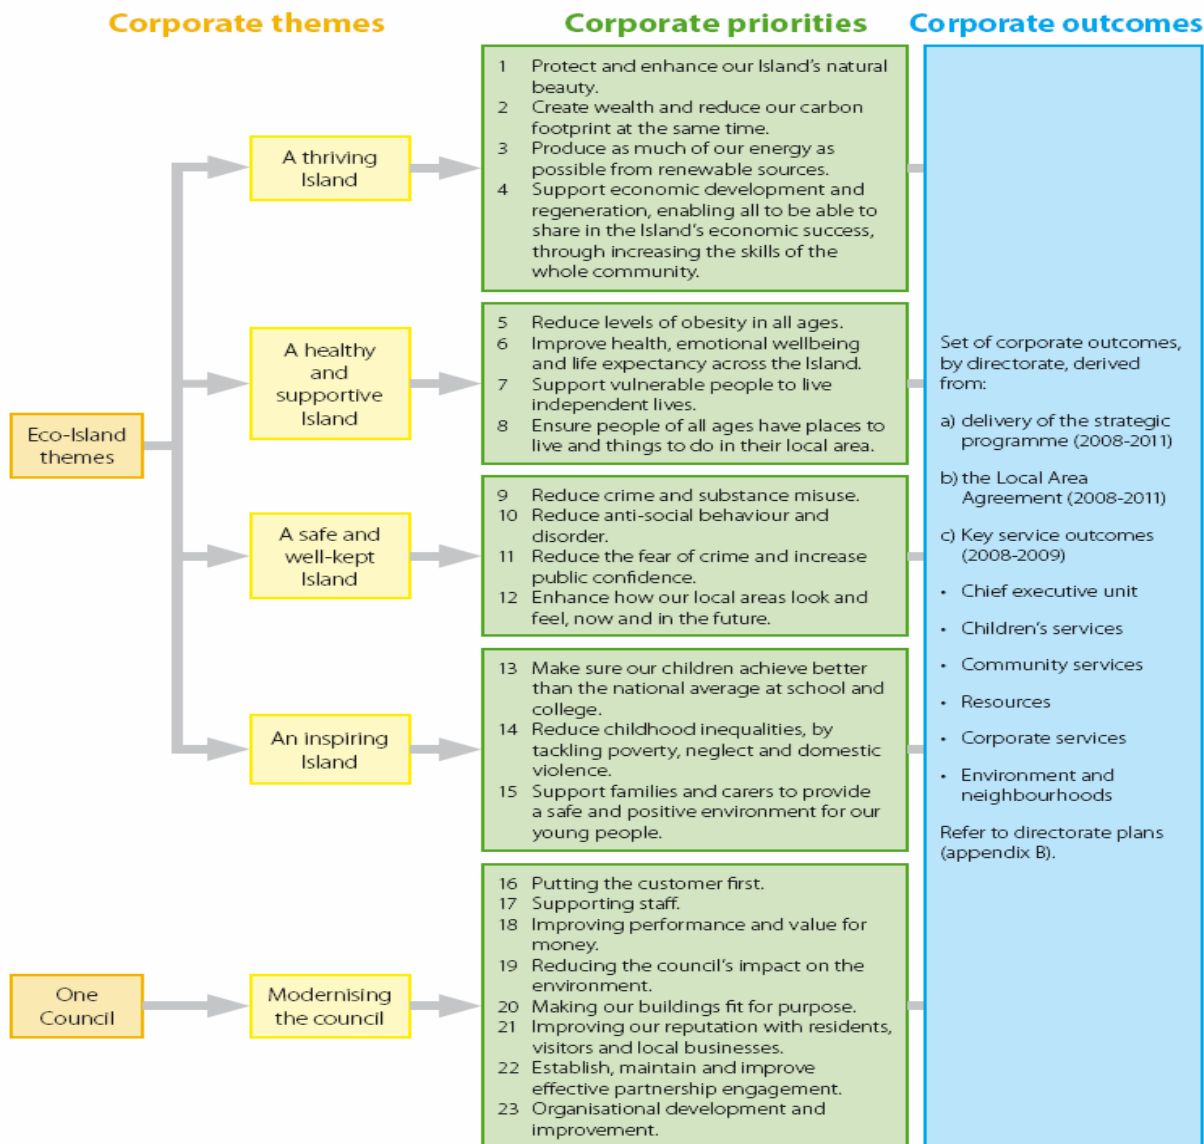 Corporate themes
Corporate priorities
Corporate outcomes
Eco-Island
themes
A thriving
Island
1 Protect and enhance our Island's natural
beauty.
2 Create wealth and reduce our carbon
footprint at the same time.
3 Produce as much of our energy as
possible from renewable sources.
4 Support economic development and
regeneration, enabling all to be able to
share in the Island's economic success,
through increasing the skills of the
whole community.
A healthy
and
supportive
Island
5 Reduce levels of obesity in all ages.
6 Improve health, emotional wellbeing
and life expectancy across the Island.
7 Support vulnerable people to live
independent lives.
8 Ensure people of all ages have places to
live and things to do in their local area.
A safe and
well-kept
Island
9 Reduce crime and substance misuse.
10 Reduce anti-social behaviour and
disorder.
11 Reduce the fear of crime and increase
public confidence.
12 Enhance how our local areas look and
feel, now and in the future.
An inspiring
Island
13 Make sure our children achieve better
than the national average at school and
college.
14 Reduce childhood inequalities, by
tackling poverty, neglect and domestic
violence.
15 Support families and carers to provide
a safe and positive environment for our
young people.
One
Council
Modernising
the council
16 Putting the customer first.
17 Supporting staff.
18 Improving performance and value for
money.
19 Reducing the council's impact on the
environment.
20 Making our buildings fit for purpose.
21 Improving our reputation with residents,
visitors and local businesses.
22 Establish, maintain and improve
effective partnership engagement.
23 Organisational development and
improvement.
Set of corporate outcomes,
by directorate, derived
from:
a) delivery of the strategic
programme (2008-2011)
b) the Local Area
Agreement (2008-2011)
c) Key service outcomes
(2008-2009)
• Chief executive unit
• Children's services
• Community services
• Resources
• Corporate services
• Environment and
neighbourhoods
Refer to directorate plans
(appendix B).